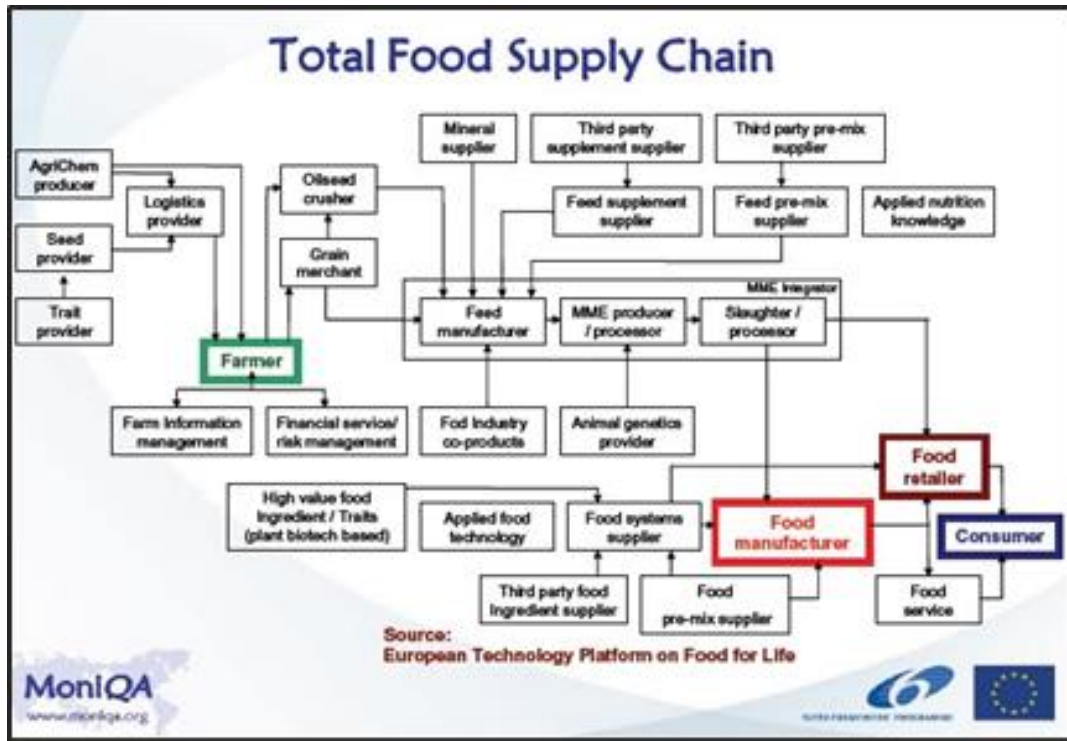 Total Food Supply Chain
Mineral
supplier
Third party
supplement supplier
Third party pre-mix
supplier
AgriChem
producer
Oilseed
crusher
Logistics
provider
Feed supplement
supplier
Feed pre-mix
supplier
Applied nutrition
knowledge
Seed
provider
Grain
merchant
MME Integrator
Trait
provider
Feed
manufacturer
MME producer
/ processor
Slaughter /
processor
Farmer
Farm Information
management
Financial service/
risk management
Fod Industry
co-products
Animal genetics
provider
Food
retailer
High value food
Ingredient / Traits
(plant biotech based)
Applied food
technology
Food systems
supplier
Food
manufacturer
Consumer
Third party food
Ingredient supplier
Food
pre-mix supplier
Food
service
Source:
European Technology Platform on Food for Life
MoniQA
www.moniqa.org